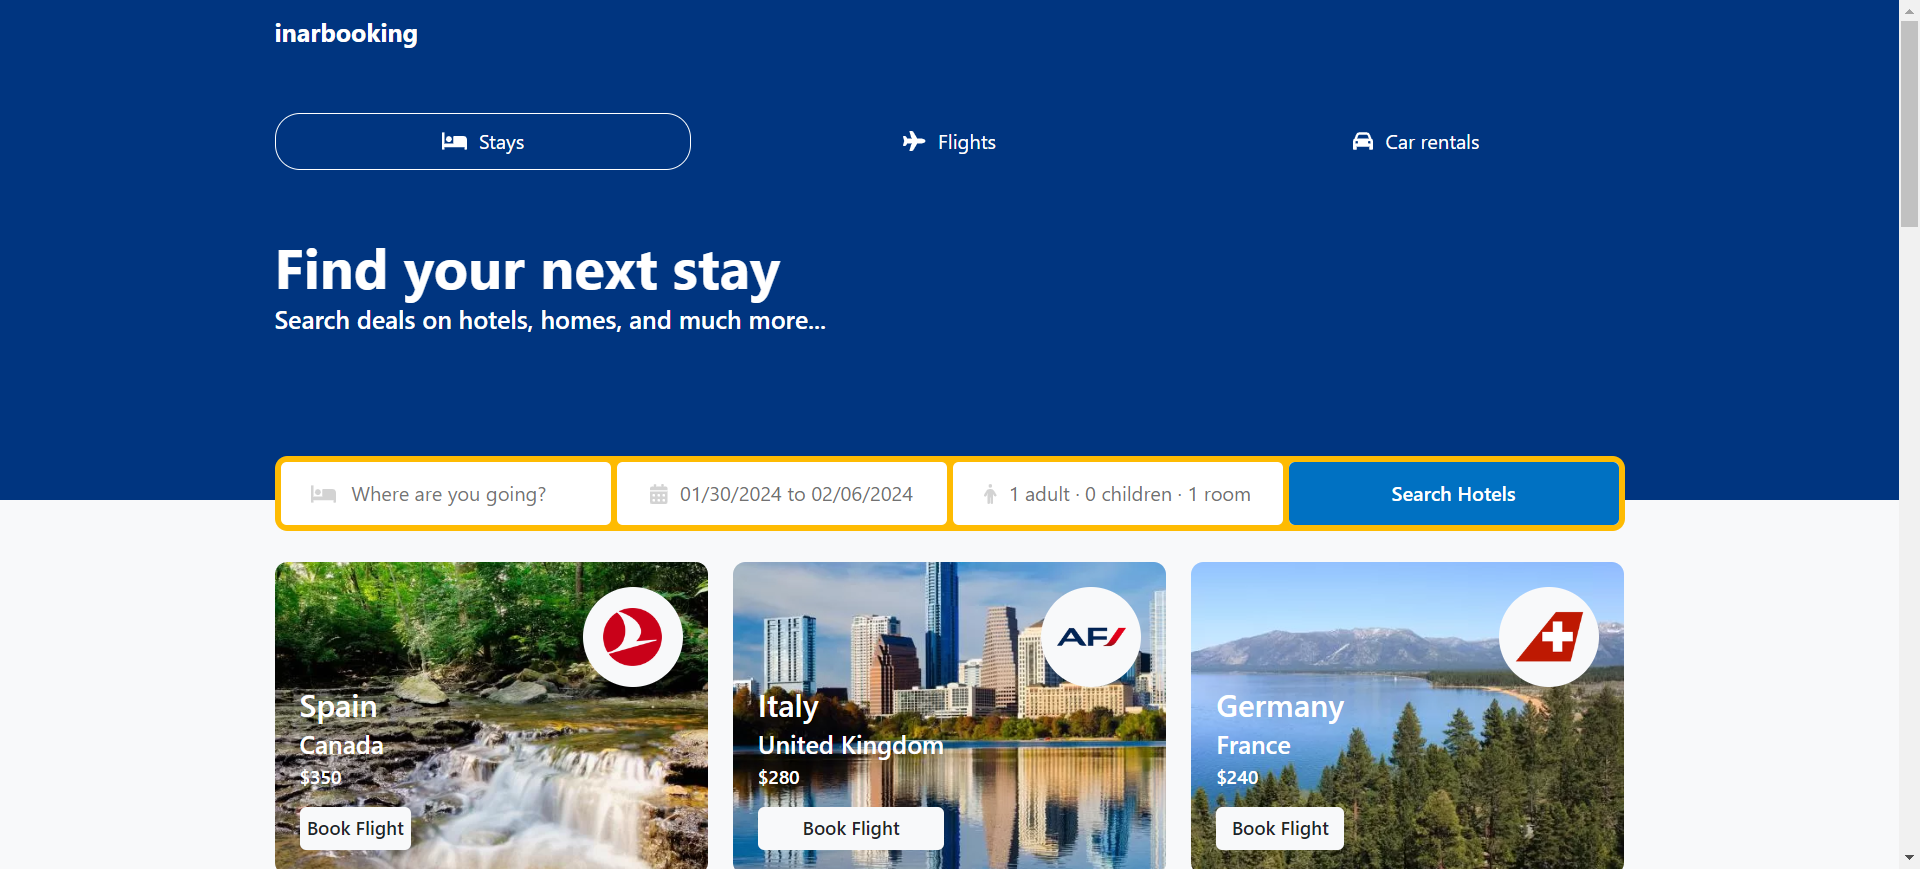 inarbooking
Stays
Flights
Car rentals
Find your next stay
Search deals on hotels, homes, and much more...
Where are you going?
01/30/2024 to 02/06/2024
1 adult · 0 children · 1 room
Search Hotels
Spain
Canada
$350
Book Flight
AF
Italy
United Kingdom
$280
Book Flight
Germany
France
$240
Book Flight